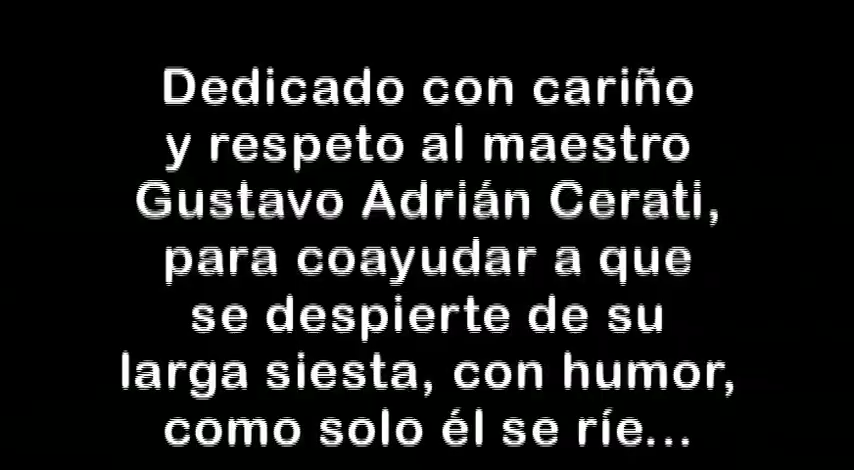 Dedicado con cariño
y respeto al maestro
Gustavo Adrián Cerati,
para coayudar a que
se despierte de su
larga siesta, con humor,
como solo él se ríe...